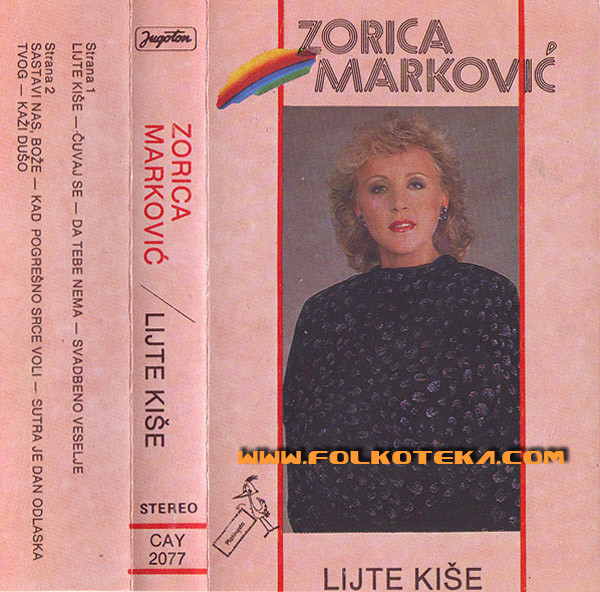 Strana 1
LIJTE KIŠE — ČUVAJ SE — DA TEBE NEMA — SVADBENO VESELJE
Strana 2
SASTAVI NAS, BOŽE — KAD POGREŠNO SRCE VOLI — SUTRA JE DAN ODLASKA
TVOG — KAŽI DUŠO
Jugoton
ZORICA
MARKOVIĆ / LIJTE KIŠE
STEREO
CAY
2077
ZORICA
MARKOVIĆ
WWW.FOLKOTEKA.COM
LIJTE KIŠE